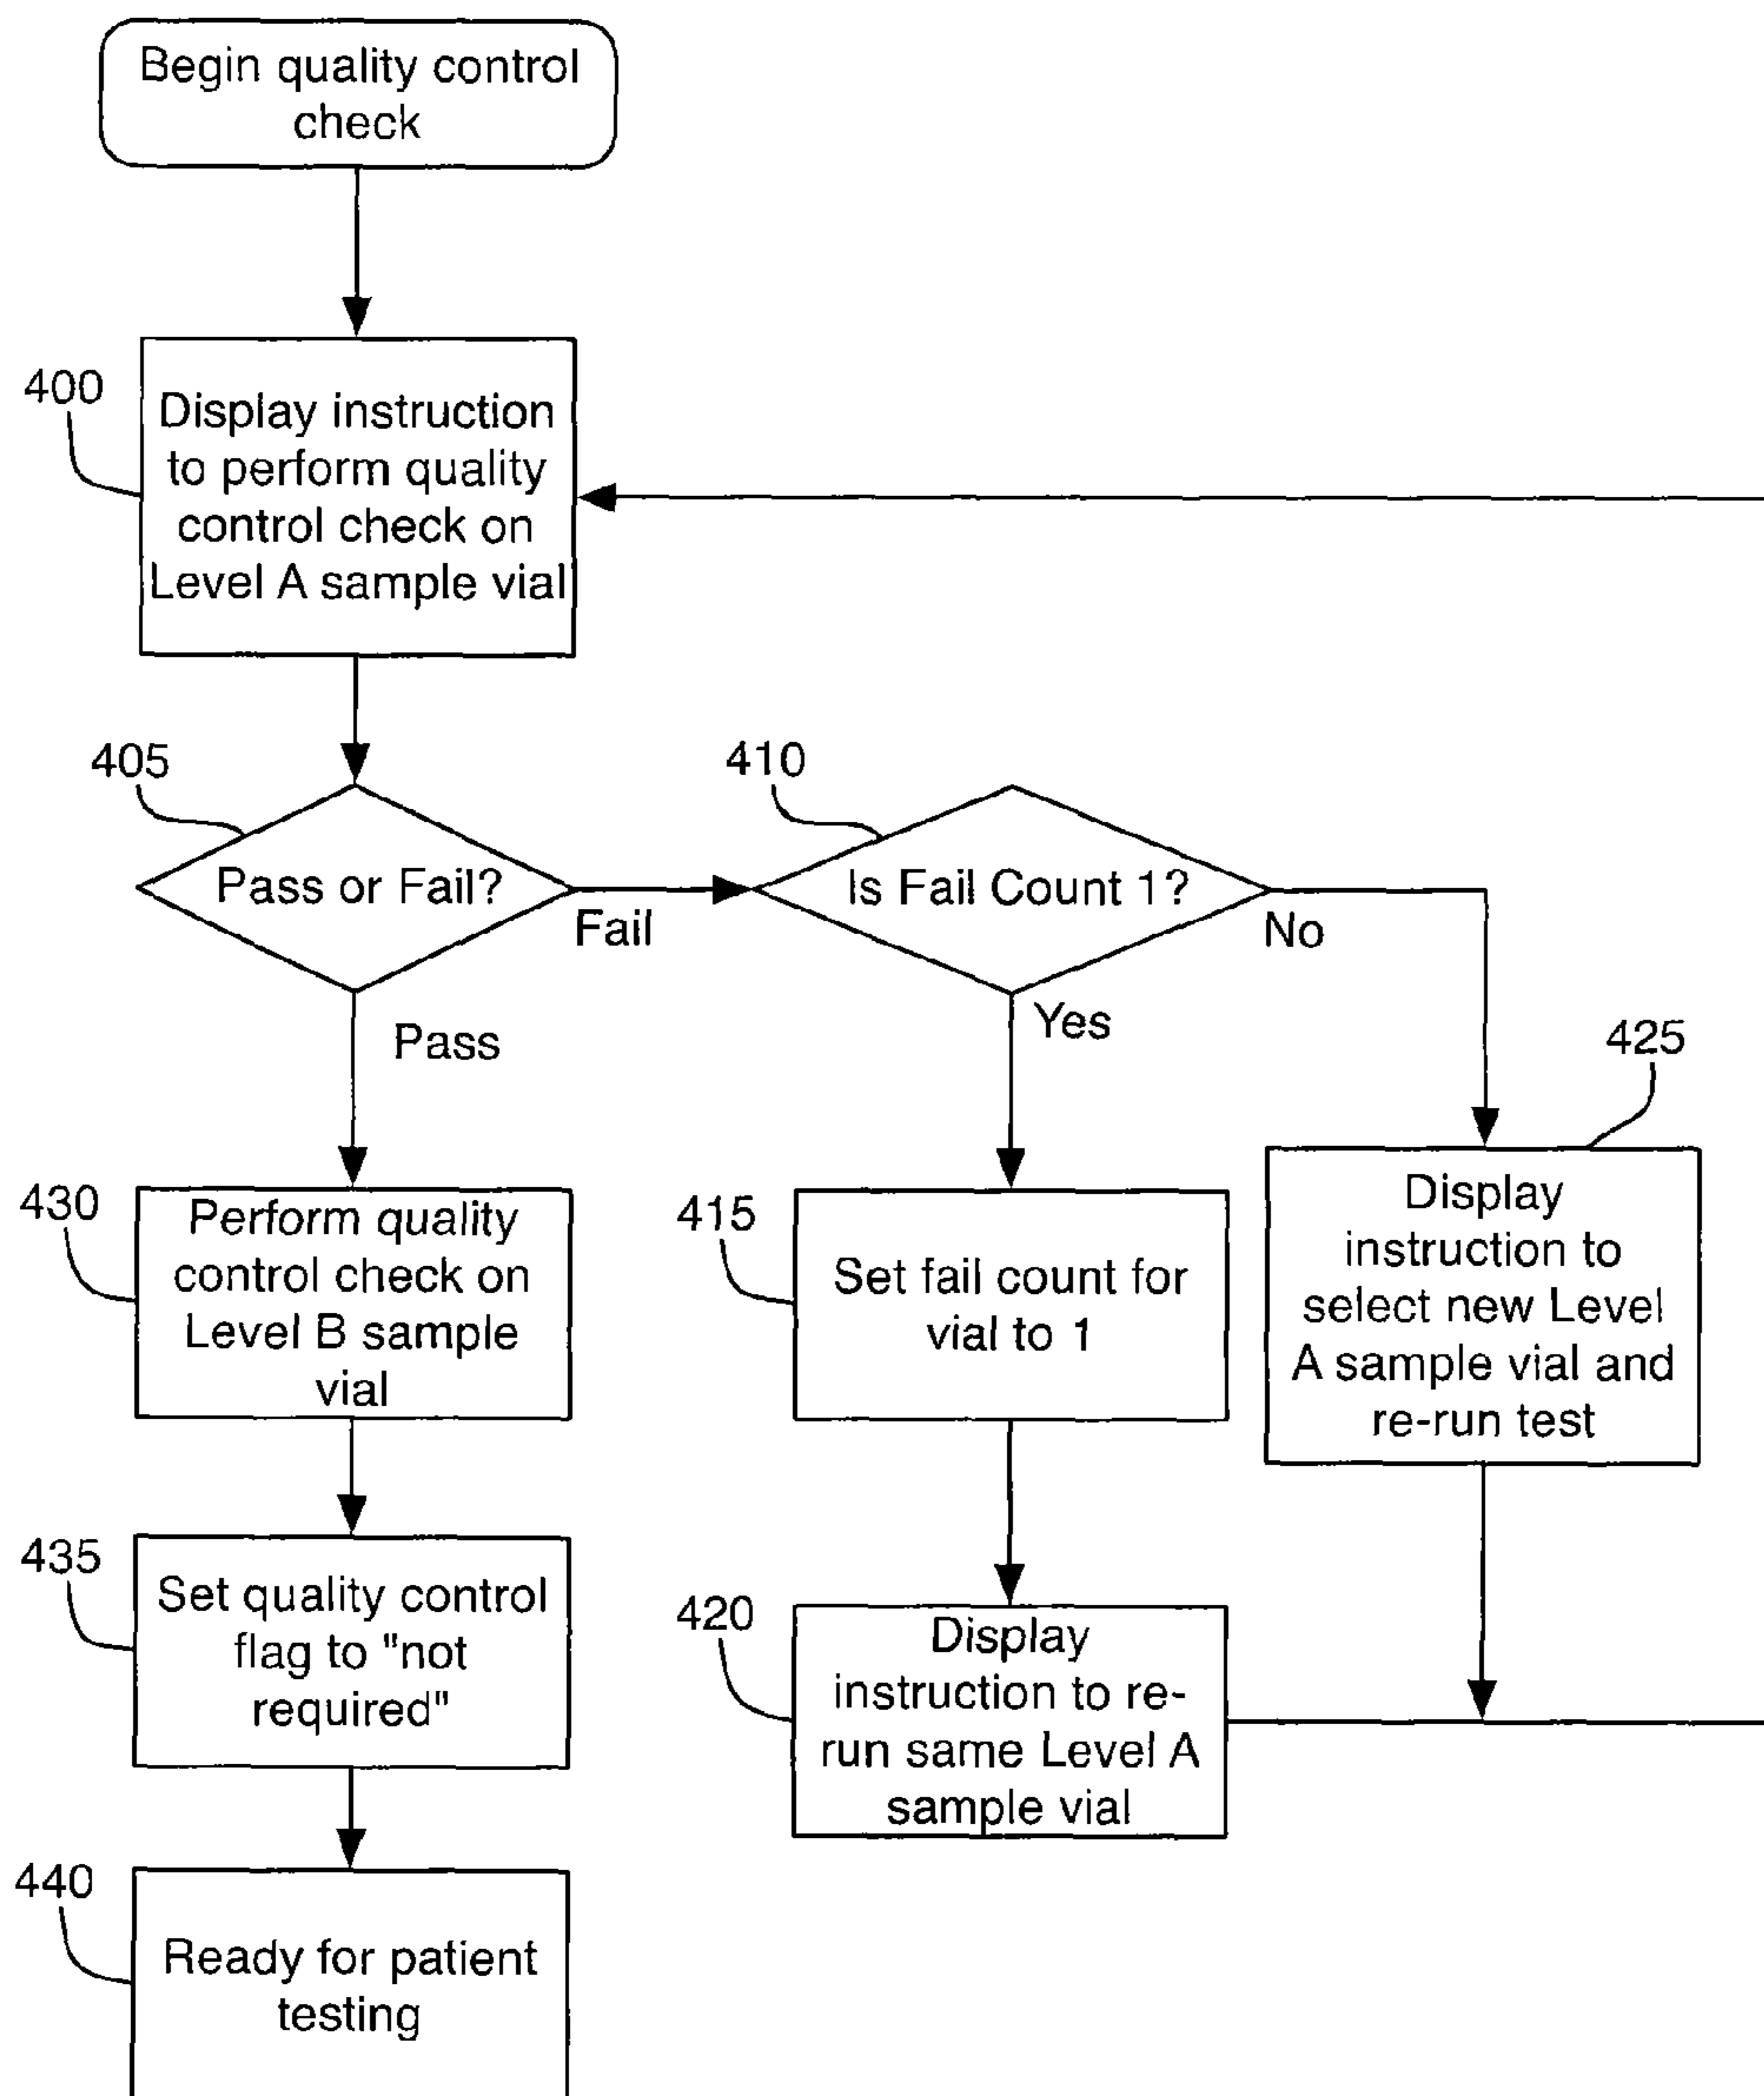 Begin quality control
check
400
Display instruction
to perform quality
control check on
Level A sample vial
405
Pass or Fail?
Fail
410
Is Fail Count 1?
No
Yes
Pass
425
Display
instruction to
select new Level
A sample vial and
re-run test
430
Perform quality
control check on
Level B sample
vial
415
Set fail count for
vial to 1
435
Set quality control
flag to "not
required"
420
Display
instruction to re-
run same Level A
sample vial
440
Ready for patient
testing